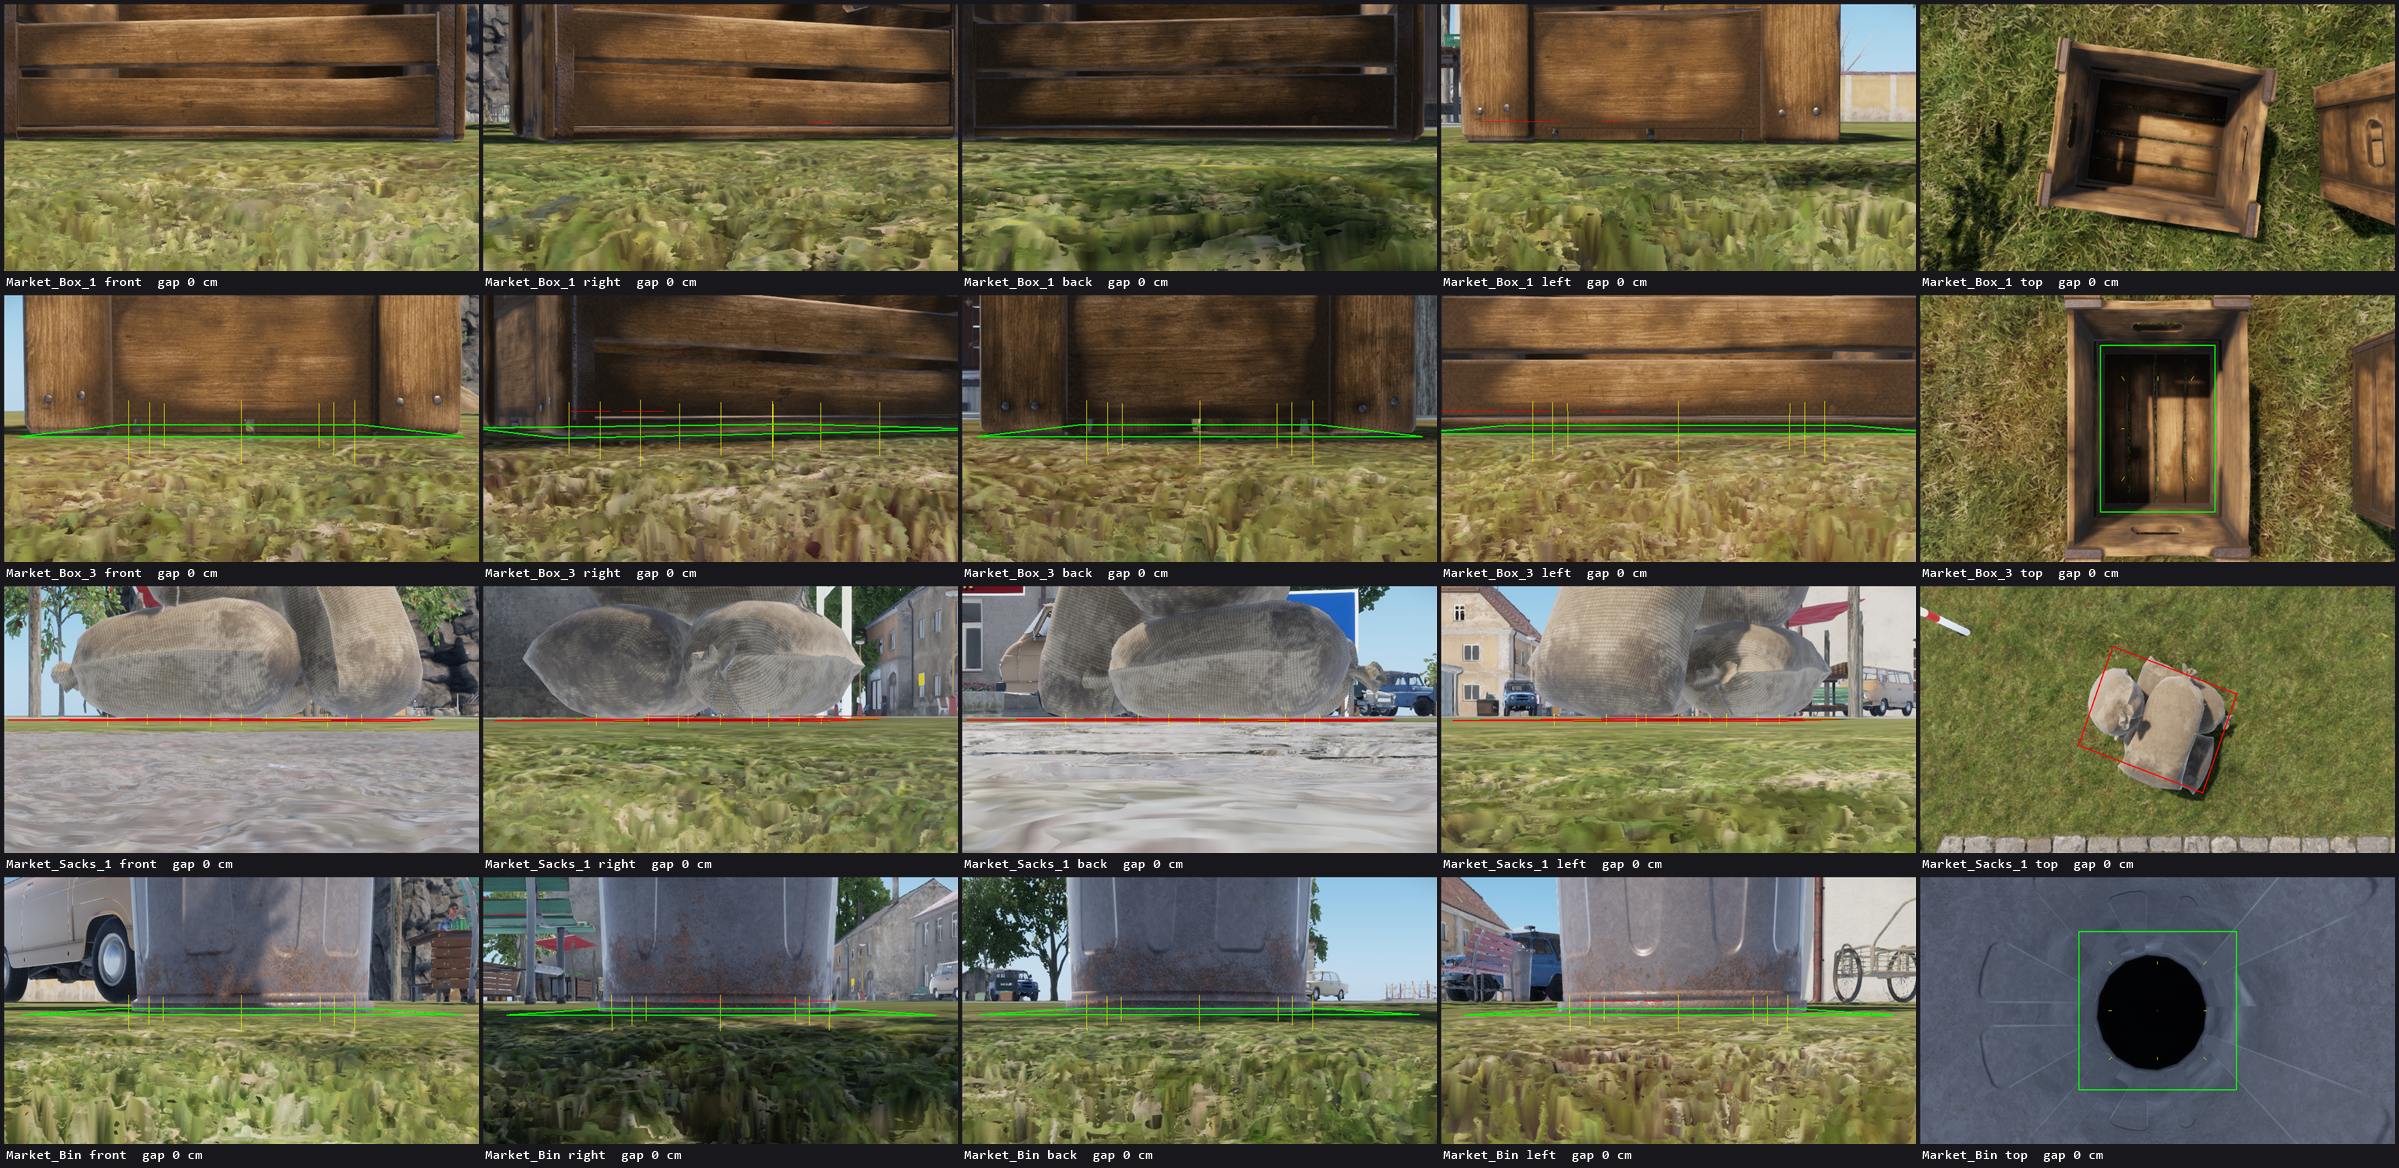 Market_Box_1 front gap 0 cm
Market_Box_1 right gap 0 cm
Market_Box_1 back gap 0 cm
Market_Box_1 left gap 0 cm
Market_Box_1 top gap 0 cm
Market_Box_3 front gap 0 cm
Market_Box_3 right gap 0 cm
Market_Box_3 back gap 0 cm
Market_Box_3 left gap 0 cm
Market_Box_3 top gap 0 cm
Market_Sacks_1 front gap 0 cm
Market_Sacks_1 right gap 0 cm
Market_Sacks_1 back gap 0 cm
Market_Sacks_1 left gap 0 cm
Market_Sacks_1 top gap 0 cm
Market_Bin front gap 0 cm
Market_Bin right gap 0 cm
Market_Bin back gap 0 cm
Market_Bin left gap 0 cm
Market_Bin top gap 0 cm